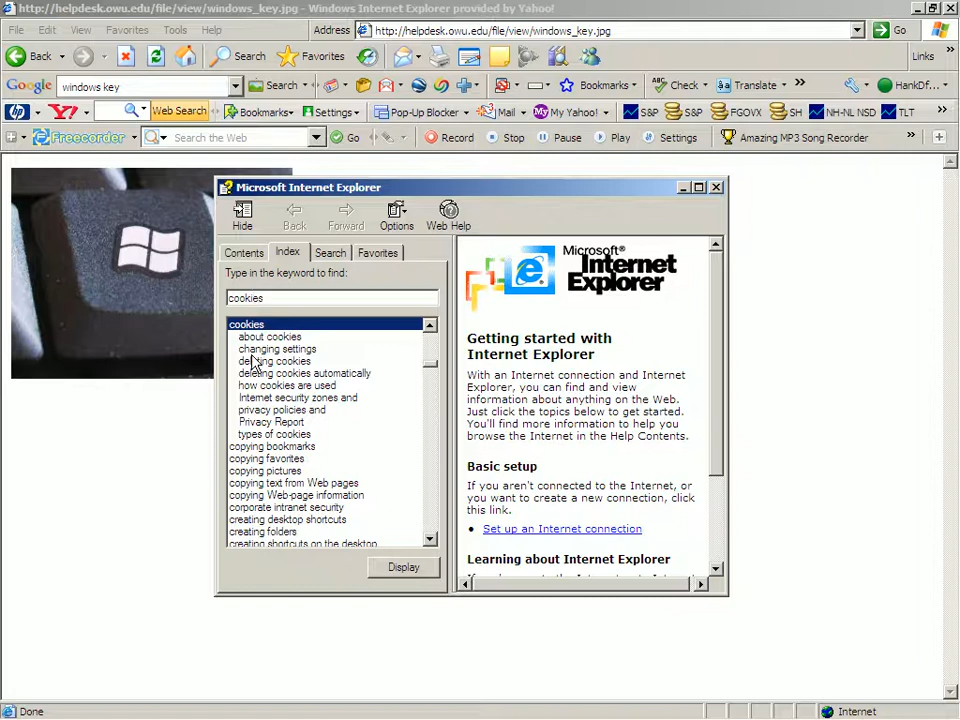 http://helpdesk.owu.edu/file/view/windows_key.jpg - Windows Internet Explorer provided by Yahoo!
File Edit View Favorites Tools Help Address http://helpdesk.owu.edu/file/view/windows_key.jpg Go
Back Search Favorites Links
Google windows key Search Bookmarks Check Translate HankDf...
hp Y! Web Search Bookmarks Settings Pop-Up Blocker Mail My Yahoo! S&P S&P FGOVX SH NH-NL NSD TLT
Freecorder Search the Web Go Record Stop Pause Play Settings Amazing MP3 Song Recorder
Microsoft Internet Explorer
Hide Back Forward Options Web Help
Contents Index Search Favorites
Type in the keyword to find:
cookies
cookies
about cookies
changing settings
deleting cookies
deleting cookies automatically
how cookies are used
Internet security zones and
privacy policies and
Privacy Report
types of cookies
copying bookmarks
copying favorites
copying pictures
copying text from Web pages
copying Web-page information
corporate intranet security
creating desktop shortcuts
creating folders
creating shortcuts on the desktop
Display
Microsoft®
Internet
Explorer
Getting started with
Internet Explorer
With an Internet connection and Internet
Explorer, you can find and view
information about anything on the Web.
Just click the topics below to get started.
You'll find more information to help you
browse the Internet in the Help Contents.
Basic setup
If you aren't connected to the Internet, or
you want to create a new connection, click
this link.
• Set up an Internet connection
Learning about Internet Explorer
Done Internet